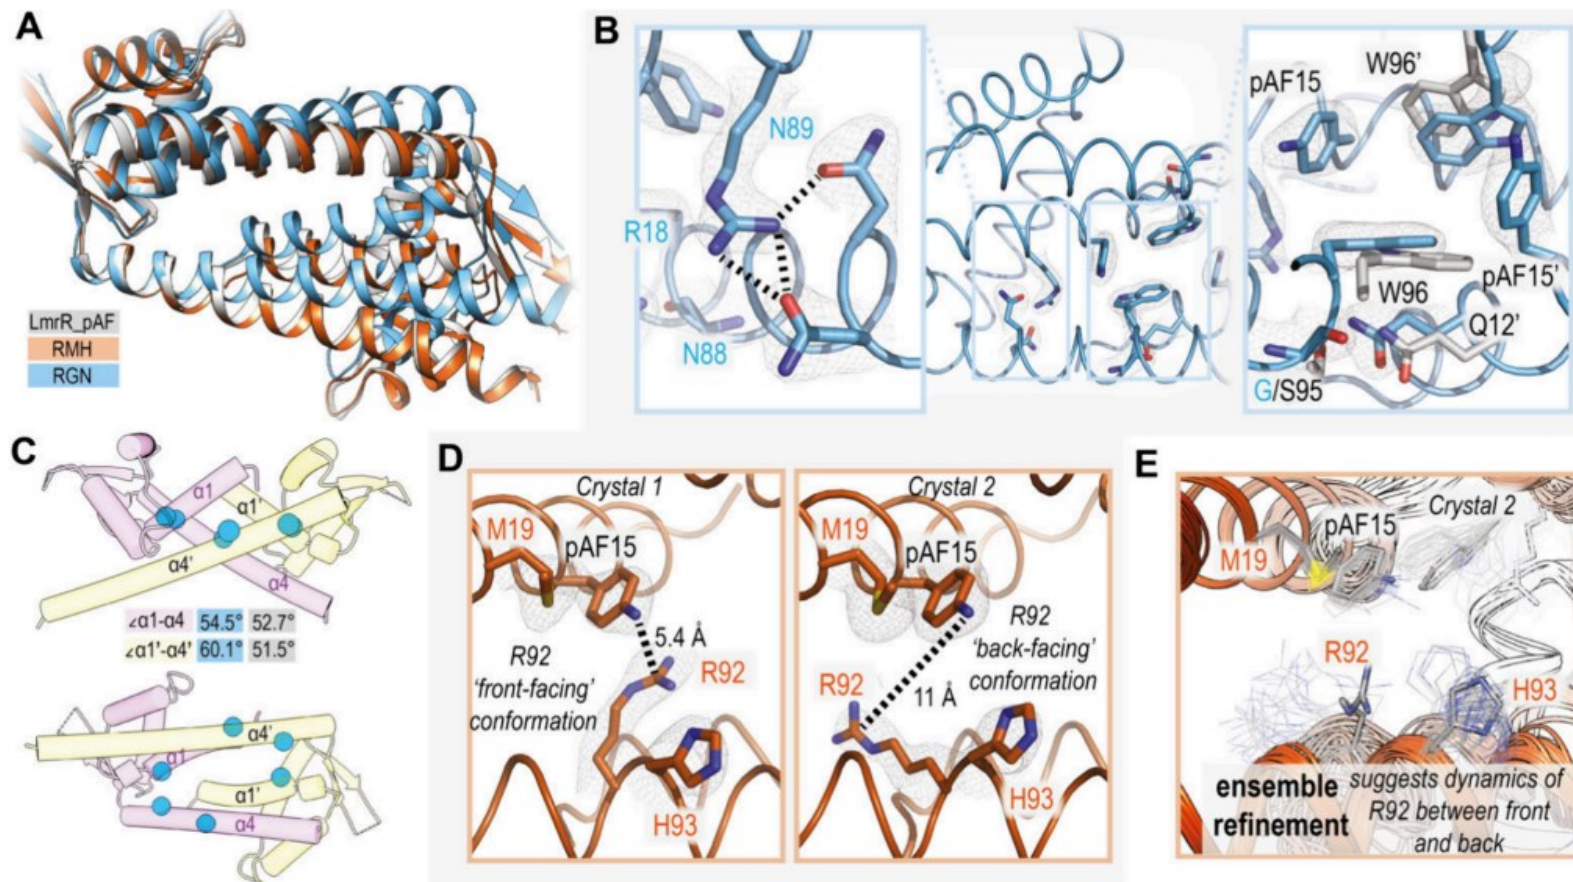 A
LmrR_pAF
RMH
RGN
B
N89
R18
N88
pAF15
W96'
W96
pAF15'
Q12'
G/S95
C
α1
α1'
α4'
α4
∠α1-α4 54.5° 52.7°
∠α1'-α4' 60.1° 51.5°
α4'
α1
α1'
α4
D
Crystal 1
M19
pAF15
5.4 Å
R92
'front-facing'
conformation
R92
H93
Crystal 2
M19
pAF15
R92
'back-facing'
conformation
R92
11 Å
H93
E
Crystal 2
pAF15
M19
R92
H93
ensemble
refinement
suggests dynamics of
R92 between front
and back